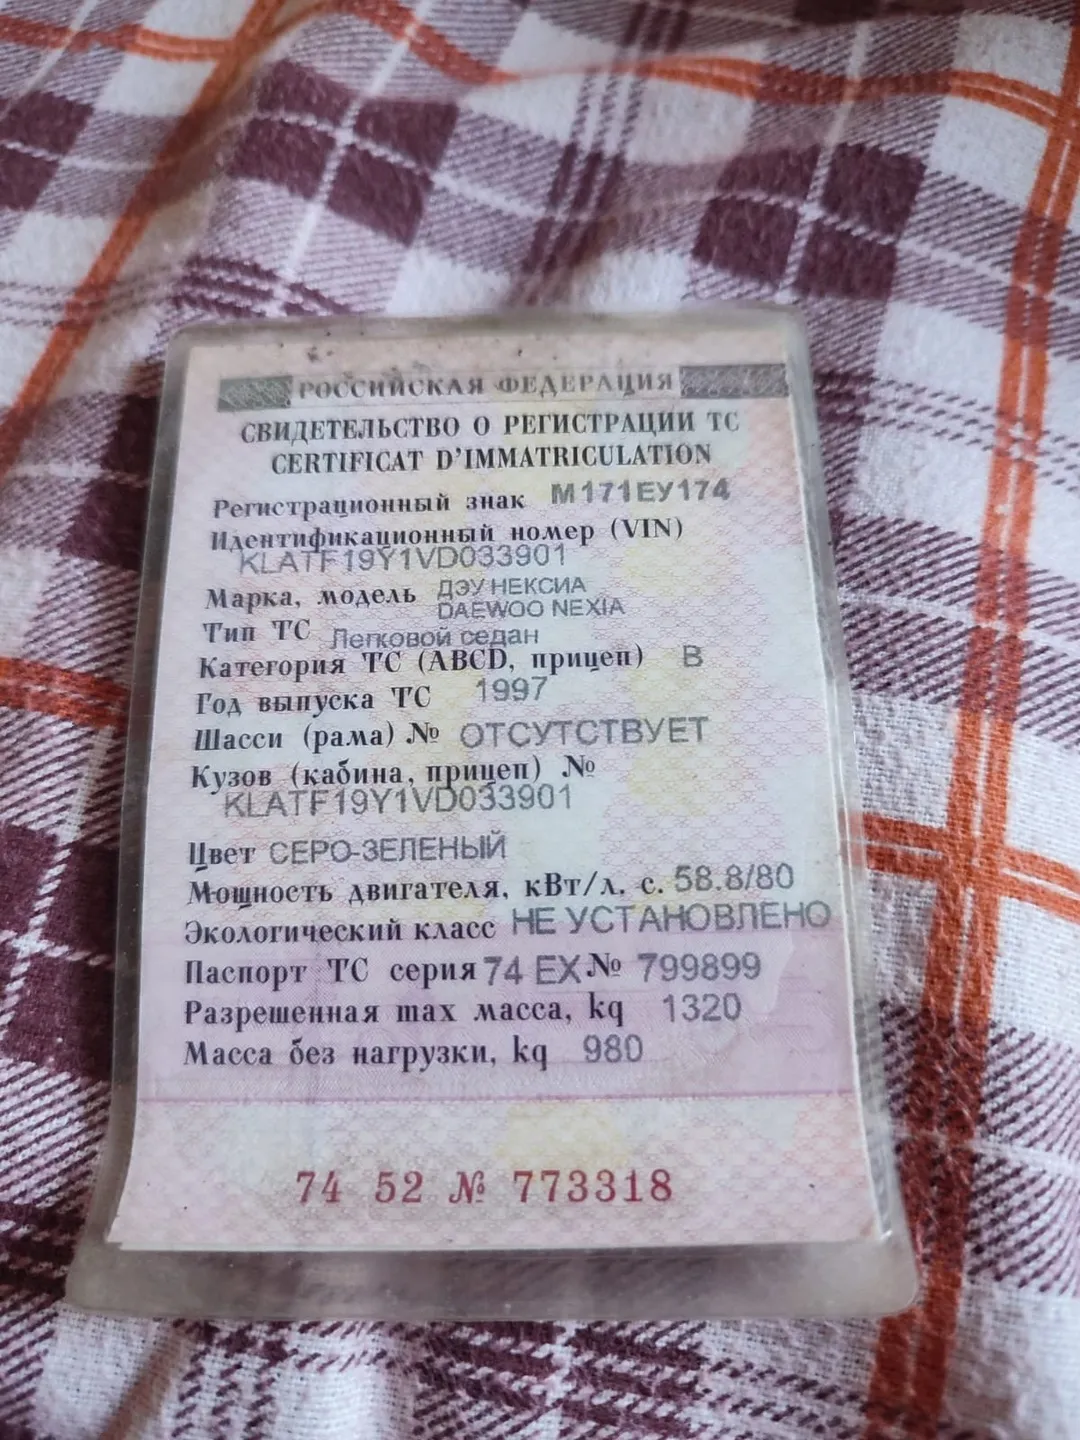 РОССИЙСКАЯ ФЕДЕРАЦИЯ
СВИДЕТЕЛЬСТВО О РЕГИСТРАЦИИ ТС
CERTIFICAT D'IMMATRICULATION
Регистрационный знак М171ЕУ174
Идентификационный номер (VIN)
KLATF19Y1VD033901
Марка, модель ДЭУ НЕКСИА
DAEWOO NEXIA
Тип ТС Легковой седан
Категория ТС (ABCD, прицеп) B
Год выпуска ТС 1997
Шасси (рама) № ОТСУТСТВУЕТ
Кузов (кабина, прицеп) №
KLATF19Y1VD033901
Цвет СЕРО-ЗЕЛЕНЫЙ
Мощность двигателя, кВт/л. с. 58.8/80
Экологический класс НЕ УСТАНОВЛЕНО
Паспорт ТС серия 74 ЕХ № 799899
Разрешенная max масса, kg 1320
Масса без нагрузки, kg 980
74 52 № 773318